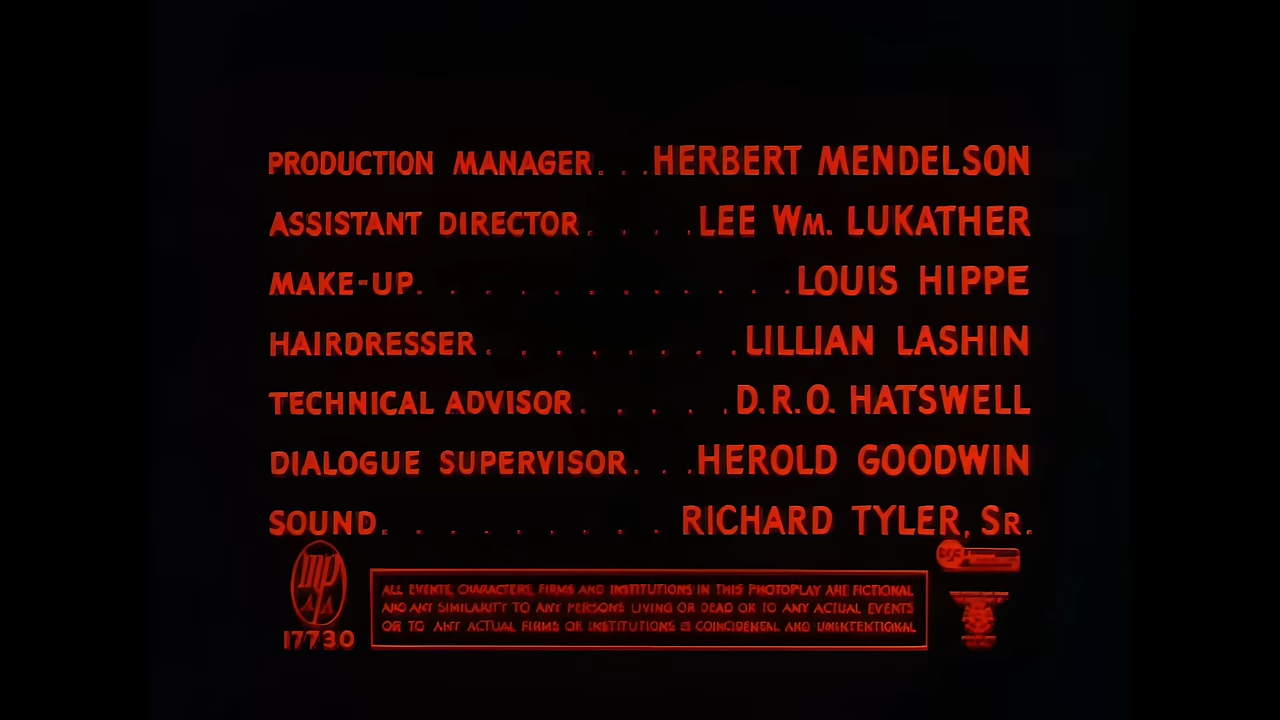 PRODUCTION MANAGER. . .HERBERT MENDELSON
ASSISTANT DIRECTOR. . . .LEE WM. LUKATHER
MAKE-UP. . . . . . . . . . . .LOUIS HIPPE
HAIRDRESSER. . . . . . . .LILLIAN LASHIN
TECHNICAL ADVISOR. . . . .D.R.O. HATSWELL
DIALOGUE SUPERVISOR. . .HEROLD GOODWIN
SOUND. . . . . . . . . RICHARD TYLER, SR.
17730
ALL EVENTS, CHARACTERS, FIRMS AND INSTITUTIONS IN THIS PHOTOPLAY ARE FICTIONAL
AND ANY SIMILARITY TO ANY PERSONS LIVING OR DEAD OR TO ANY ACTUAL EVENTS
OR TO ANY ACTUAL FIRMS OR INSTITUTIONS IS COINCIDENTAL AND UNINTENTIONAL